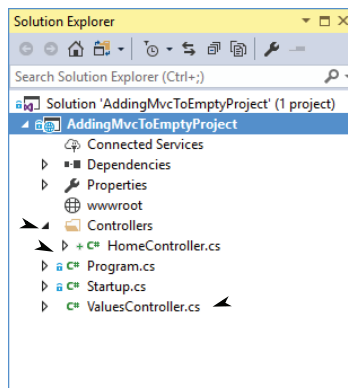 Solution Explorer
Search Solution Explorer (Ctrl+;)
Solution 'AddingMvcToEmptyProject' (1 project)
AddingMvcToEmptyProject
Connected Services
Dependencies
Properties
wwwroot
Controllers
+ C# HomeController.cs
C# Program.cs
C# Startup.cs
C# ValuesController.cs